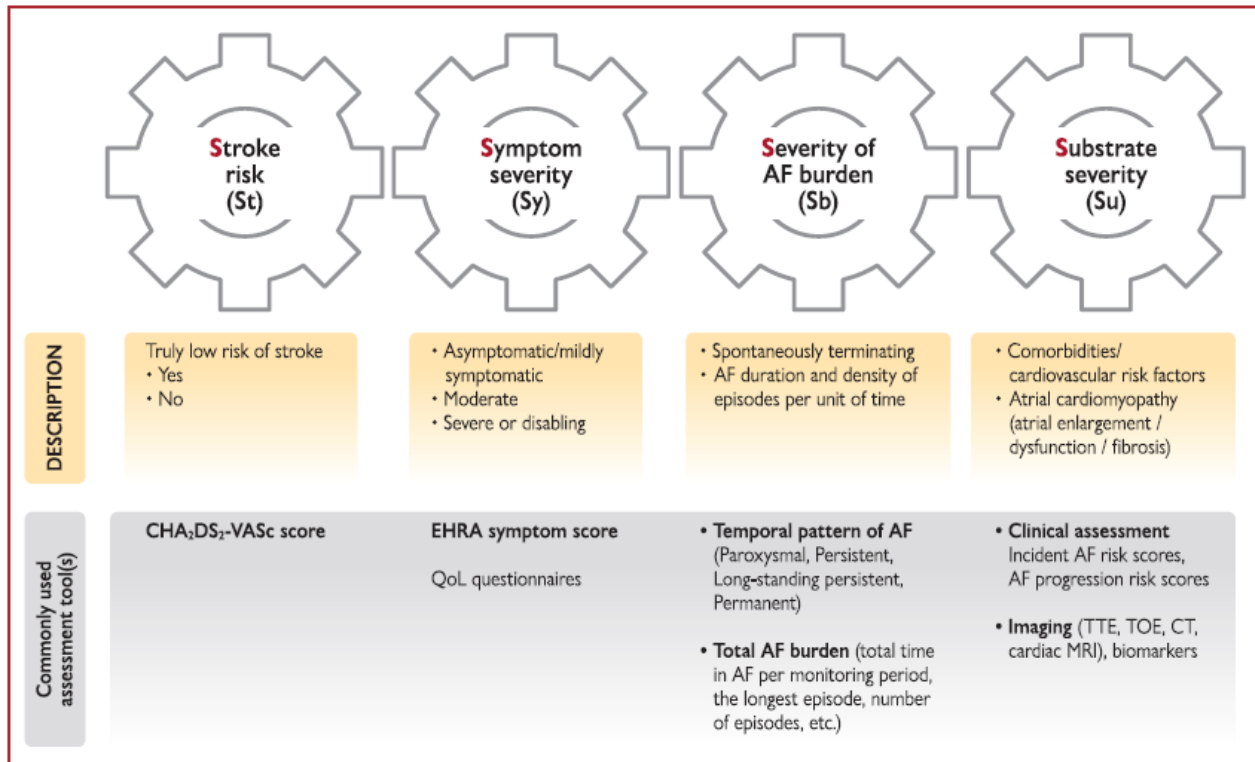 Stroke
risk
(St)
Symptom
severity
(Sy)
Severity of
AF burden
(Sb)
Substrate
severity
(Su)
DESCRIPTION
Truly low risk of stroke
• Yes
• No
• Asymptomatic/mildly
symptomatic
• Moderate
• Severe or disabling
• Spontaneously terminating
• AF duration and density of
episodes per unit of time
• Comorbidities/
cardiovascular risk factors
• Atrial cardiomyopathy
(atrial enlargement /
dysfunction / fibrosis)
Commonly used
assessment tool(s)
CHA₂DS₂-VASc score
EHRA symptom score
QoL questionnaires
• Temporal pattern of AF
(Paroxysmal, Persistent,
Long-standing persistent,
Permanent)
• Total AF burden (total time
in AF per monitoring period,
the longest episode, number
of episodes, etc.)
• Clinical assessment
Incident AF risk scores,
AF progression risk scores
• Imaging (TTE, TOE, CT,
cardiac MRI), biomarkers